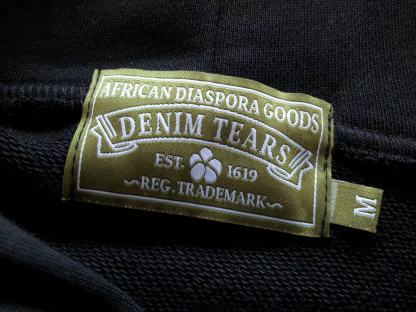 AFRICAN DIASPORA GOODS
DENIM TEARS
EST. 1619
~REG. TRADEMARK~
M